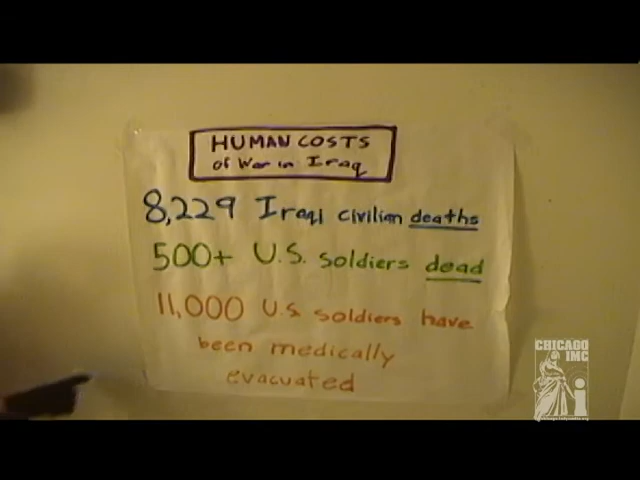 HUMAN COSTS
of War in Iraq
8,229 Iraqi civilian deaths
500+ U.S. soldiers dead
11,000 U.S. soldiers have
been medically
evacuated
CHICAGO
IMC